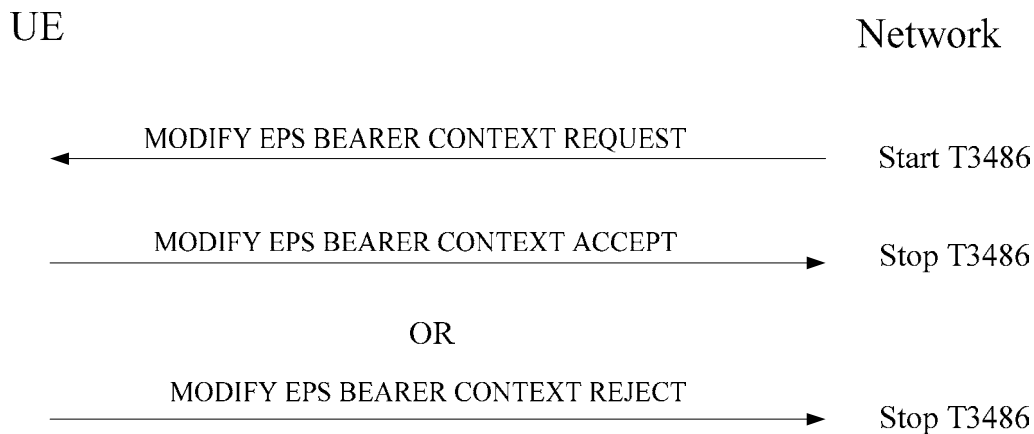 UE
Network
MODIFY EPS BEARER CONTEXT REQUEST
Start T3486
MODIFY EPS BEARER CONTEXT ACCEPT
Stop T3486
OR
MODIFY EPS BEARER CONTEXT REJECT
Stop T3486